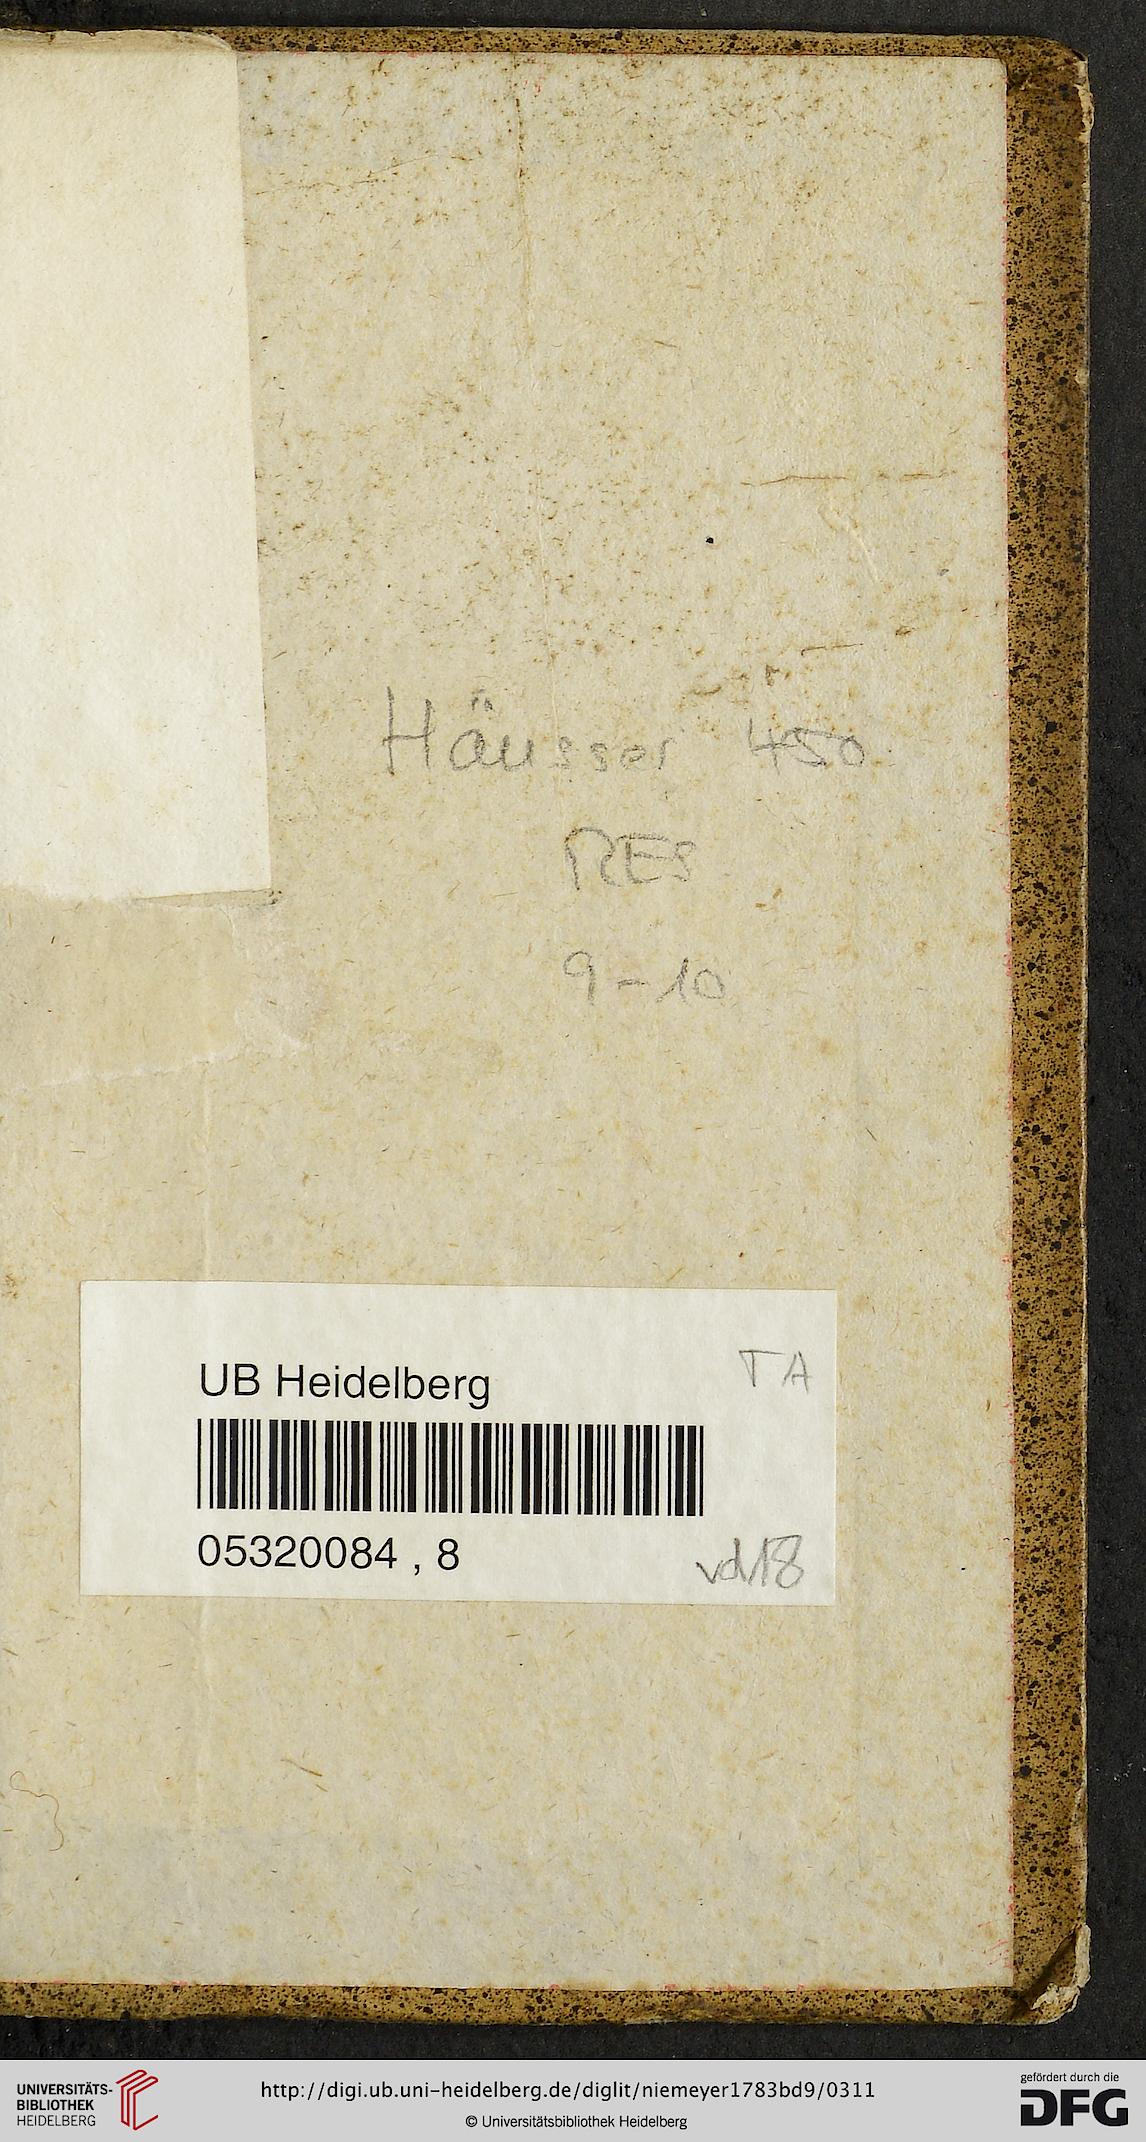 Häusser 450
RES
9-10
UB Heidelberg
TA
05320084 , 8
vd18
UNIVERSITÄTS-
BIBLIOTHEK
HEIDELBERG
http://digi.ub.uni-heidelberg.de/diglit/niemeyer1783bd9/0311
© Universitätsbibliothek Heidelberg
gefördert durch die
DFG